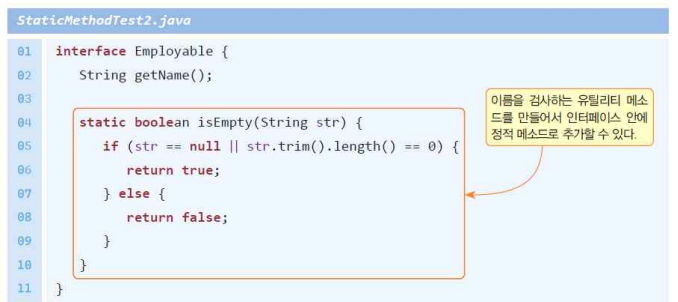 StaticMethodTest2.java
01 interface Employable {
02 String getName();
03
04 static boolean isEmpty(String str) {
05 if (str == null || str.trim().length() == 0) {
06 return true;
07 } else {
08 return false;
09 }
10 }
11 }
이름을 검사하는 유틸리티 메소
드를 만들어서 인터페이스 안에
정적 메소드로 추가할 수 있다.